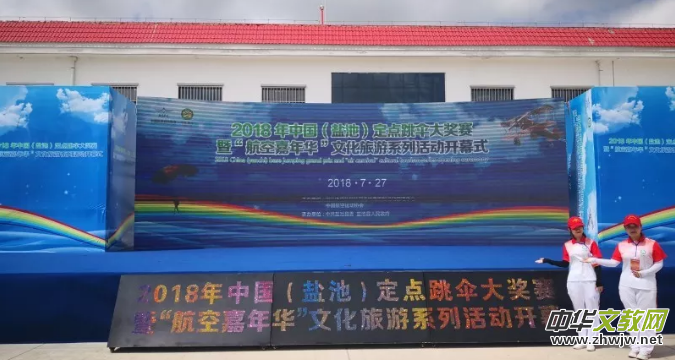 2018年中国（盐池）定点跳伞大奖赛
暨“航空嘉年华”文化旅游系列活动开幕式
2018·7·27
2018年中国（盐池）定点跳伞大奖赛
暨“航空嘉年华”文化旅游系列活动开幕
中华文教网
www.zhwjw.net